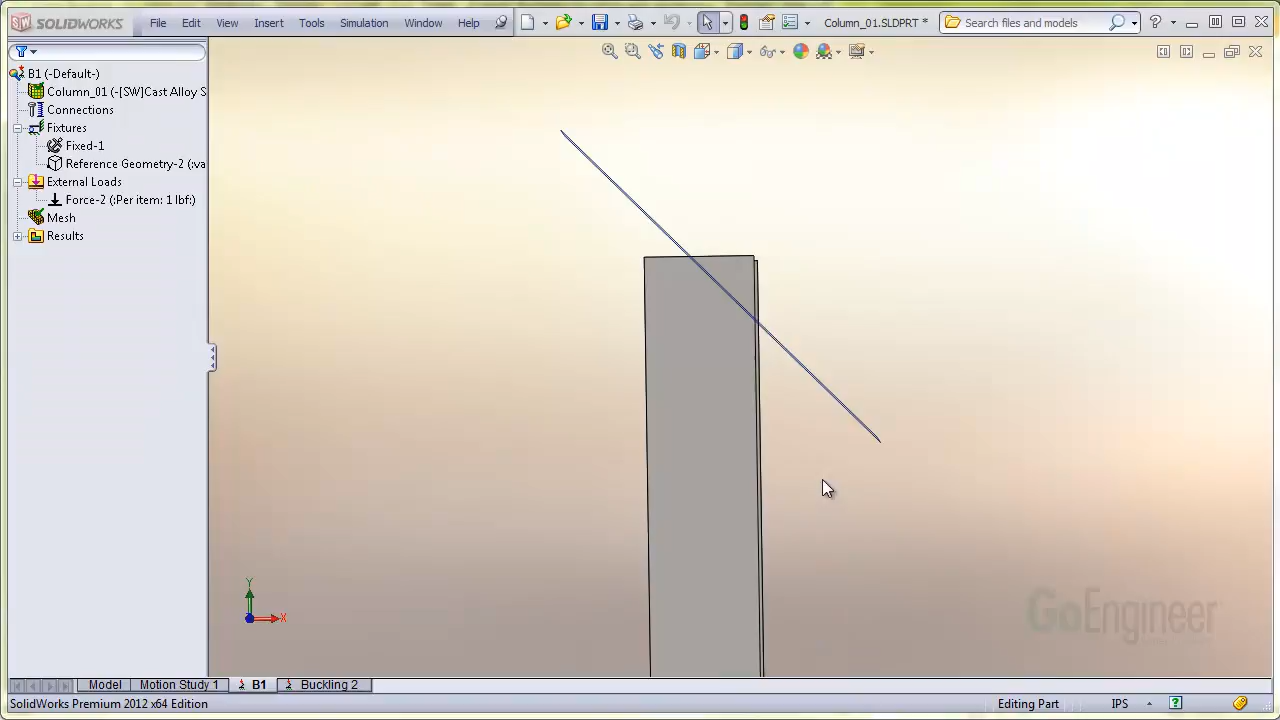 SW SOLIDWORKS File Edit View Insert Tools Simulation Window Help Column_01.SLDPRT * Search files and models ?
B1 (-Default-)
Column_01 (-[SW]Cast Alloy S
Connections
Fixtures
Fixed-1
Reference Geometry-2 (:va
External Loads
Force-2 (:Per item: 1 lbf:)
Mesh
Results
Y
X
GoEngineer
Model Motion Study 1 B1 Buckling 2
SolidWorks Premium 2012 x64 Edition Editing Part IPS ?